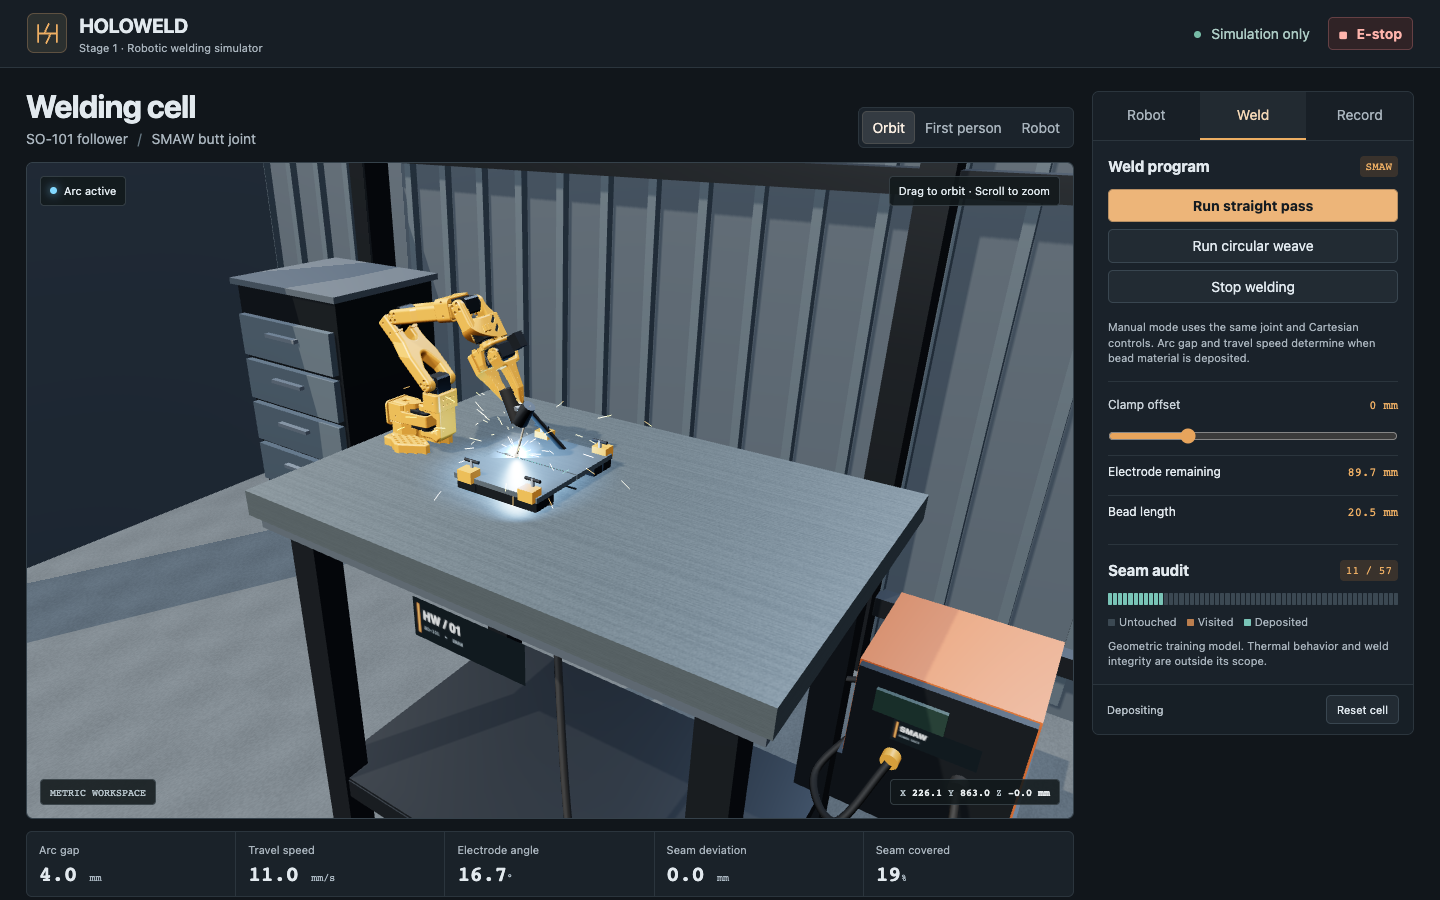 HOLOWELD
Stage 1 · Robotic welding simulator
Simulation only
E-stop
Welding cell
SO-101 follower / SMAW butt joint
Orbit
First person
Robot
Arc active
Drag to orbit · Scroll to zoom
HW / 01
SMAW
METRIC WORKSPACE
X 226.1 Y 863.0 Z -0.0 mm
Arc gap
4.0 mm
Travel speed
11.0 mm/s
Electrode angle
16.7°
Seam deviation
0.0 mm
Seam covered
19%
Robot
Weld
Record
Weld program
SMAW
Run straight pass
Run circular weave
Stop welding
Manual mode uses the same joint and Cartesian
controls. Arc gap and travel speed determine when
bead material is deposited.
Clamp offset
0 mm
Electrode remaining
89.7 mm
Bead length
20.5 mm
Seam audit
11 / 57
Untouched
Visited
Deposited
Geometric training model. Thermal behavior and weld
integrity are outside its scope.
Depositing
Reset cell